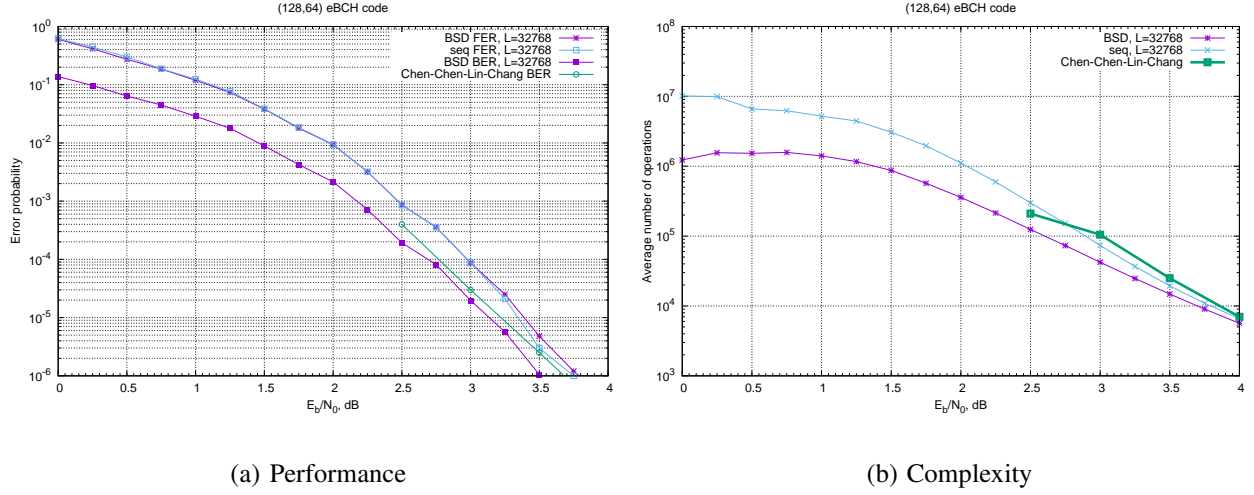 (128,64) eBCH code
BSD FER, L=32768
seq FER, L=32768
BSD BER, L=32768
Chen-Chen-Lin-Chang BER
Error probability
10^0
10^-1
10^-2
10^-3
10^-4
10^-5
10^-6
0 0.5 1 1.5 2 2.5 3 3.5 4
E_b/N_0, dB
(a) Performance
(128,64) eBCH code
BSD, L=32768
seq, L=32768
Chen-Chen-Lin-Chang
Average number of operations
10^8
10^7
10^6
10^5
10^4
10^3
0 0.5 1 1.5 2 2.5 3 3.5 4
E_b/N_0, dB
(b) Complexity